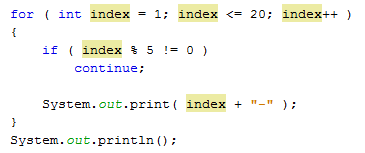 for ( int index = 1; index <= 20; index++ )
{
if ( index % 5 != 0 )
continue;
System.out.print( index + "-" );
}
System.out.println();